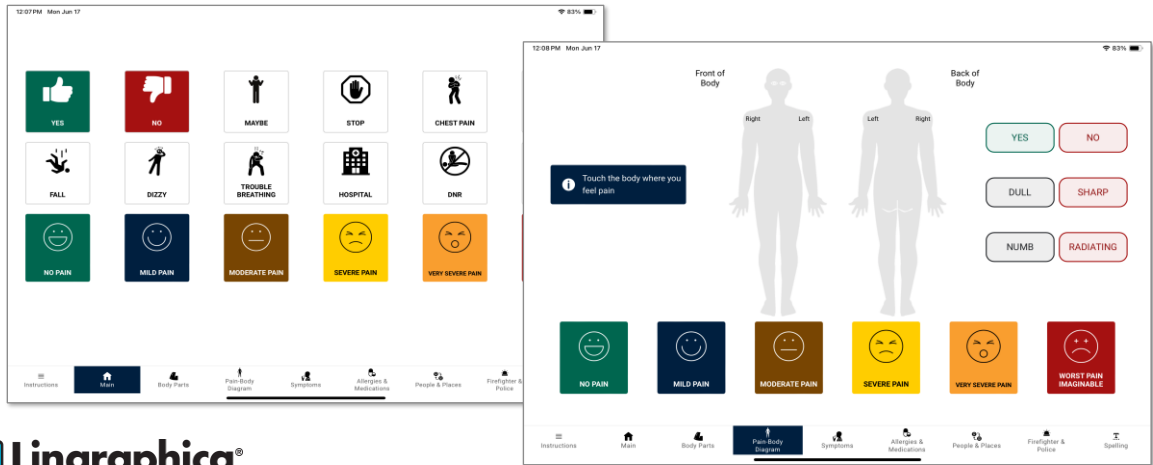 12:07 PM Mon Jun 17
83%
YES
NO
MAYBE
STOP
CHEST PAIN
FALL
DIZZY
TROUBLE
BREATHING
HOSPITAL
DNR
NO PAIN
MILD PAIN
MODERATE PAIN
SEVERE PAIN
VERY SEVERE PAIN
Instructions
Main
Body Parts
Pain-Body
Diagram
Symptoms
Allergies &
Medications
People & Places
Firefighter &
Police
12:08 PM Mon Jun 17
83%
Front of
Body
Back of
Body
Right
Left
Left
Right
Touch the body where you
feel pain
YES
NO
DULL
SHARP
NUMB
RADIATING
NO PAIN
MILD PAIN
MODERATE PAIN
SEVERE PAIN
VERY SEVERE PAIN
WORST PAIN
IMAGINABLE
Instructions
Main
Body Parts
Pain-Body
Diagram
Symptoms
Allergies &
Medications
People & Places
Firefighter &
Police
Spelling
Lingraphica®